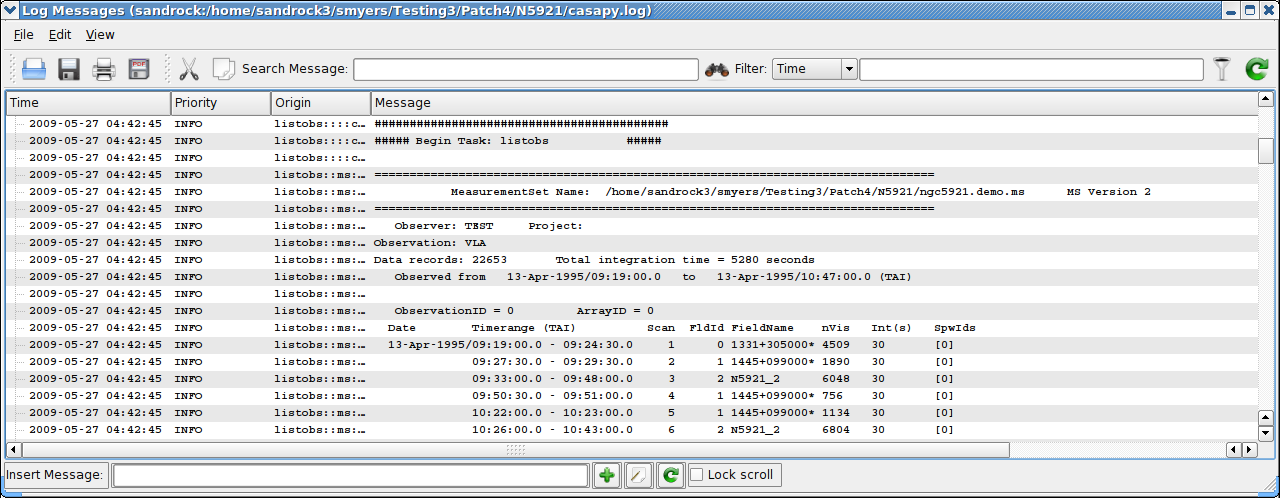 Log Messages (sandrock:/home/sandrock3/smyers/Testing3/Patch4/N5921/casapy.log)
File Edit View
PDF Search Message: Filter: Time
Time Priority Origin Message
2009-05-27 04:42:45 INFO listobs::::c… ##########################################
2009-05-27 04:42:45 INFO listobs::::c… ##### Begin Task: listobs #####
2009-05-27 04:42:45 INFO listobs::::c…
2009-05-27 04:42:45 INFO listobs::ms:… ================================================================================
2009-05-27 04:42:45 INFO listobs::ms:… MeasurementSet Name: /home/sandrock3/smyers/Testing3/Patch4/N5921/ngc5921.demo.ms MS Version 2
2009-05-27 04:42:45 INFO listobs::ms:… ================================================================================
2009-05-27 04:42:45 INFO listobs::ms:… Observer: TEST Project:
2009-05-27 04:42:45 INFO listobs::ms:… Observation: VLA
2009-05-27 04:42:45 INFO listobs::ms:… Data records: 22653 Total integration time = 5280 seconds
2009-05-27 04:42:45 INFO listobs::ms:… Observed from 13-Apr-1995/09:19:00.0 to 13-Apr-1995/10:47:00.0 (TAI)
2009-05-27 04:42:45 INFO listobs::ms:…
2009-05-27 04:42:45 INFO listobs::ms:… ObservationID = 0 ArrayID = 0
2009-05-27 04:42:45 INFO listobs::ms:… Date Timerange (TAI) Scan FldId FieldName nVis Int(s) SpwIds
2009-05-27 04:42:45 INFO listobs::ms:… 13-Apr-1995/09:19:00.0 - 09:24:30.0 1 0 1331+305000* 4509 30 [0]
2009-05-27 04:42:45 INFO listobs::ms:… 09:27:30.0 - 09:29:30.0 2 1 1445+099000* 1890 30 [0]
2009-05-27 04:42:45 INFO listobs::ms:… 09:33:00.0 - 09:48:00.0 3 2 N5921_2 6048 30 [0]
2009-05-27 04:42:45 INFO listobs::ms:… 09:50:30.0 - 09:51:00.0 4 1 1445+099000* 756 30 [0]
2009-05-27 04:42:45 INFO listobs::ms:… 10:22:00.0 - 10:23:00.0 5 1 1445+099000* 1134 30 [0]
2009-05-27 04:42:45 INFO listobs::ms:… 10:26:00.0 - 10:43:00.0 6 2 N5921_2 6804 30 [0]
Insert Message: Lock scroll